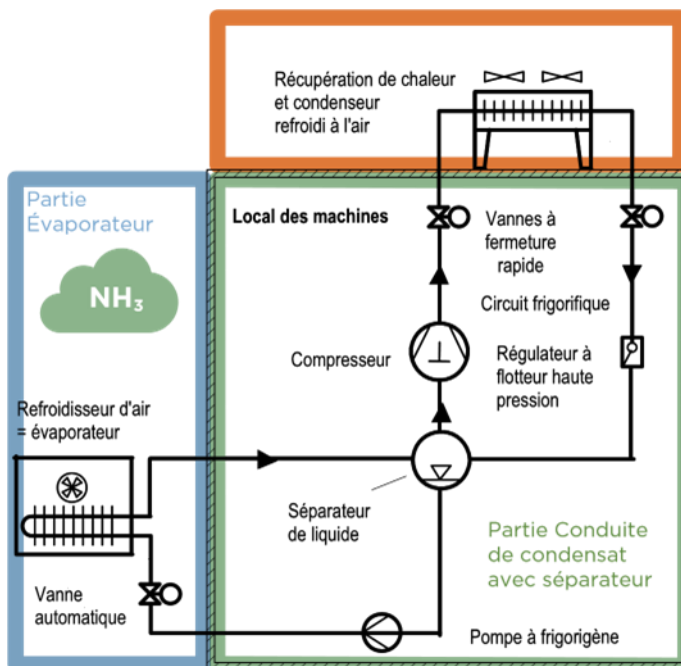 Récupération de chaleur
et condenseur
refroidi à l'air
Partie
Évaporateur
NH₃
Local des machines
Vannes à
fermeture
rapide
Circuit frigorifique
Compresseur
Régulateur à
flotteur haute
pression
Refroidisseur d'air
= évaporateur
Séparateur
de liquide
Partie Conduite
de condensat
avec séparateur
Vanne
automatique
Pompe à frigorigène